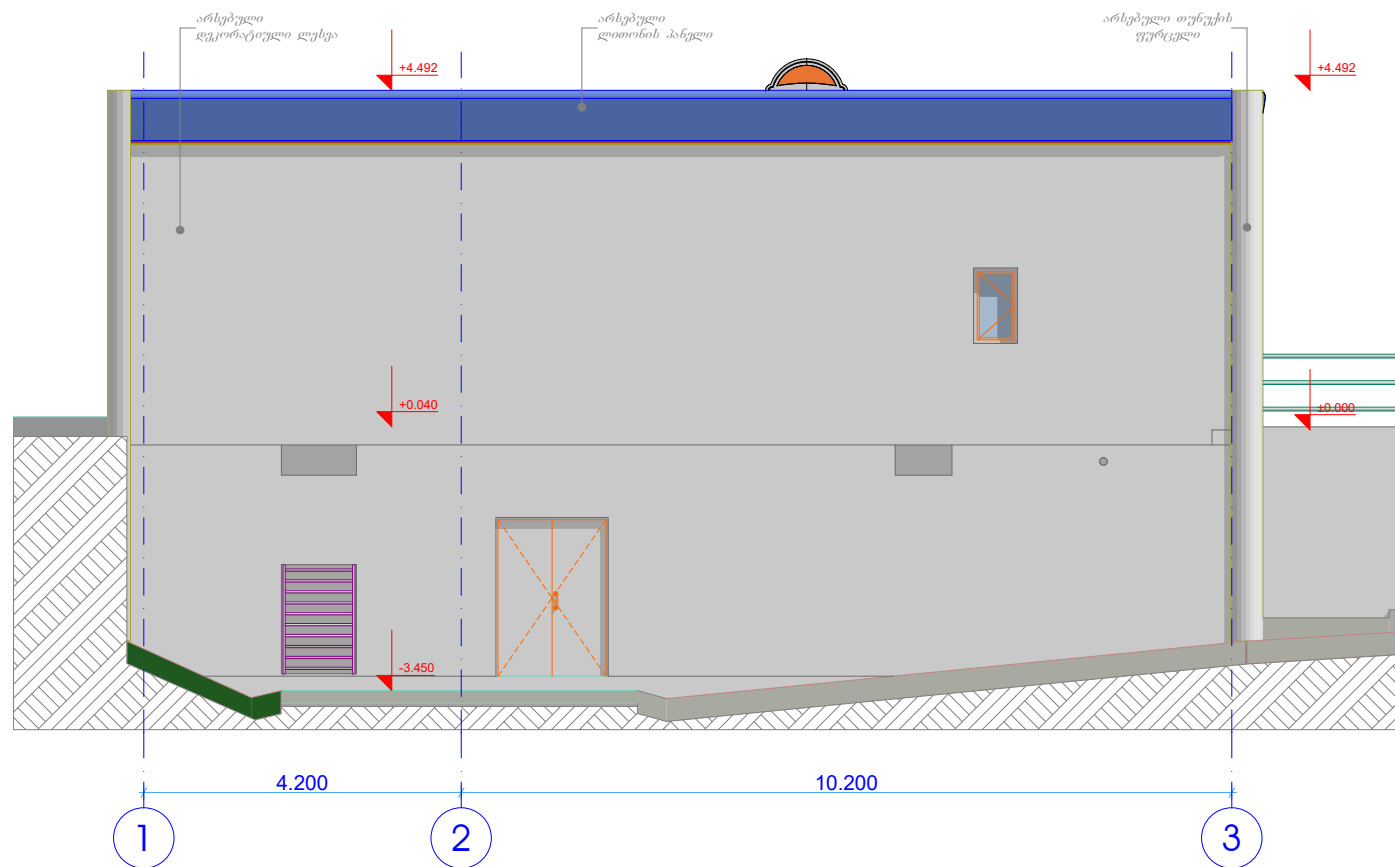 არსებული
დეკორატიული ლესვა
არსებული
ლითონის პანელი
არსებული თუნუქის
ფურცელი
+4.492
+4.492
+0.040
±0.000
-3.450
4.200
10.200
1
2
3